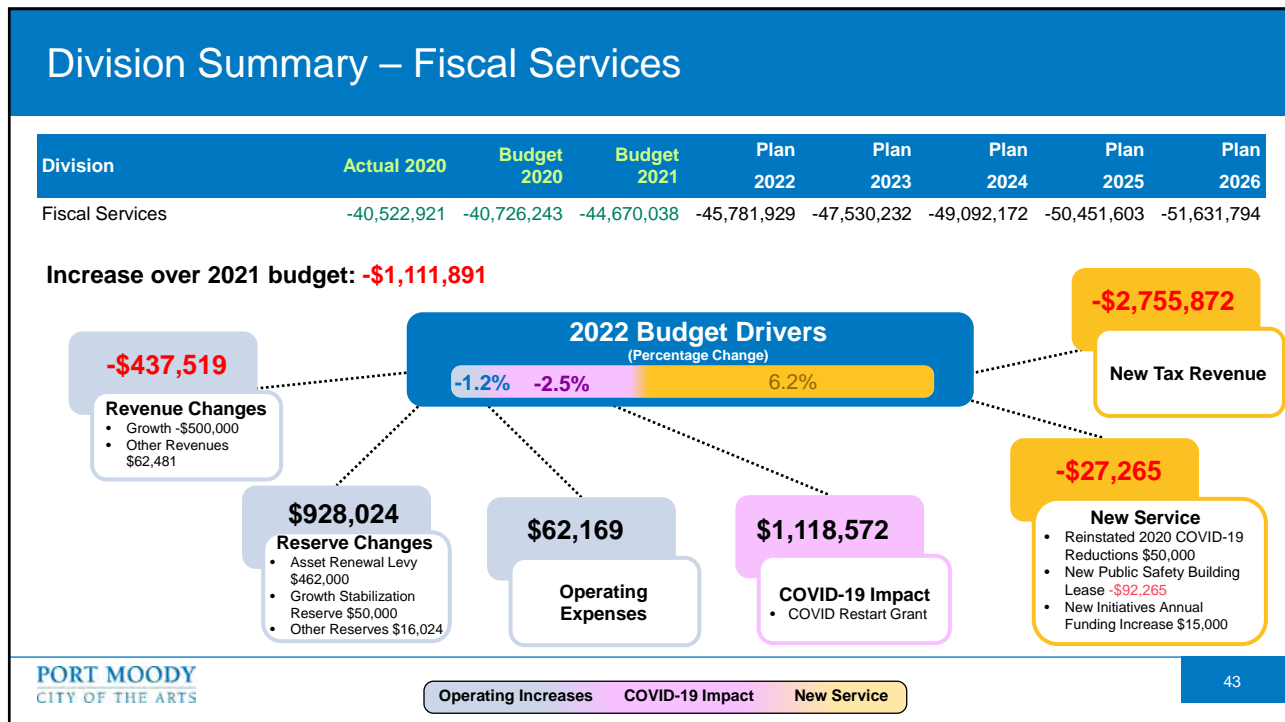 Division Summary – Fiscal Services
Division Actual 2020 Budget 2020 Budget 2021 Plan 2022 Plan 2023 Plan 2024 Plan 2025 Plan 2026
Fiscal Services -40,522,921 -40,726,243 -44,670,038 -45,781,929 -47,530,232 -49,092,172 -50,451,603 -51,631,794
Increase over 2021 budget: -$1,111,891
2022 Budget Drivers
(Percentage Change)
-1.2% -2.5% 6.2%
-$437,519
Revenue Changes
• Growth -$500,000
• Other Revenues
$62,481
$928,024
Reserve Changes
• Asset Renewal Levy
$462,000
• Growth Stabilization
Reserve $50,000
• Other Reserves $16,024
$62,169
Operating
Expenses
$1,118,572
COVID-19 Impact
• COVID Restart Grant
-$2,755,872
New Tax Revenue
-$27,265
New Service
• Reinstated 2020 COVID-19
Reductions $50,000
• New Public Safety Building
Lease -$92,265
• New Initiatives Annual
Funding Increase $15,000
PORT MOODY
CITY OF THE ARTS
Operating Increases COVID-19 Impact New Service
43